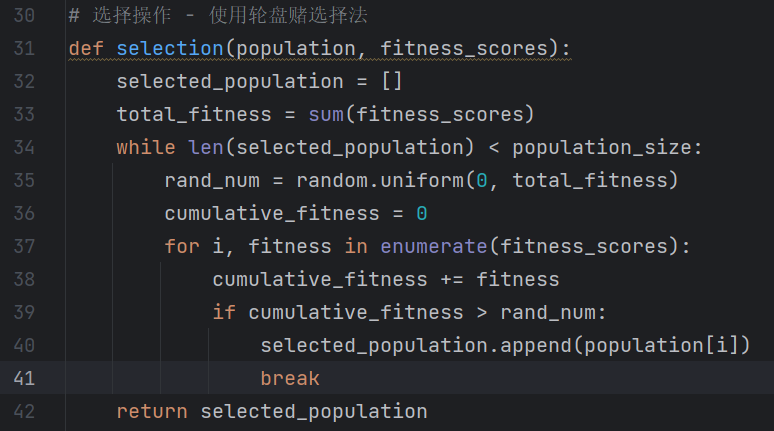 30 # 选择操作 - 使用轮盘赌选择法
31 def selection(population, fitness_scores):
32     selected_population = []
33     total_fitness = sum(fitness_scores)
34     while len(selected_population) < population_size:
35         rand_num = random.uniform(0, total_fitness)
36         cumulative_fitness = 0
37         for i, fitness in enumerate(fitness_scores):
38             cumulative_fitness += fitness
39             if cumulative_fitness > rand_num:
40                 selected_population.append(population[i])
41                 break
42     return selected_population